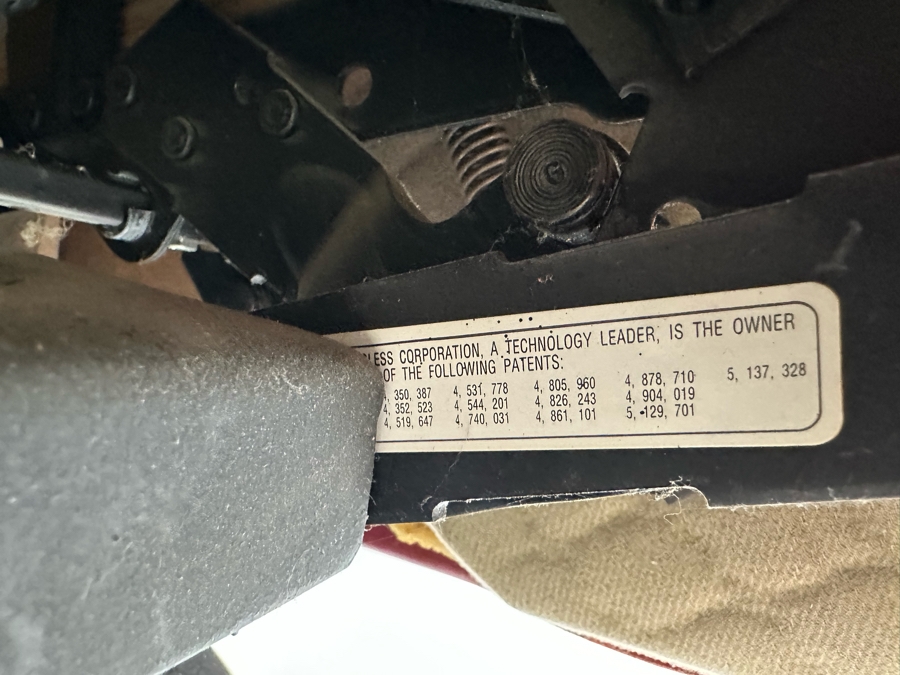 LESS CORPORATION, A TECHNOLOGY LEADER, IS THE OWNER
OF THE FOLLOWING PATENTS:
4, 350, 387 4, 531, 778 4, 805, 960 4, 878, 710 5, 137, 328
4, 352, 523 4, 544, 201 4, 826, 243 4, 904, 019
4, 519, 647 4, 740, 031 4, 861, 101 5, 129, 701